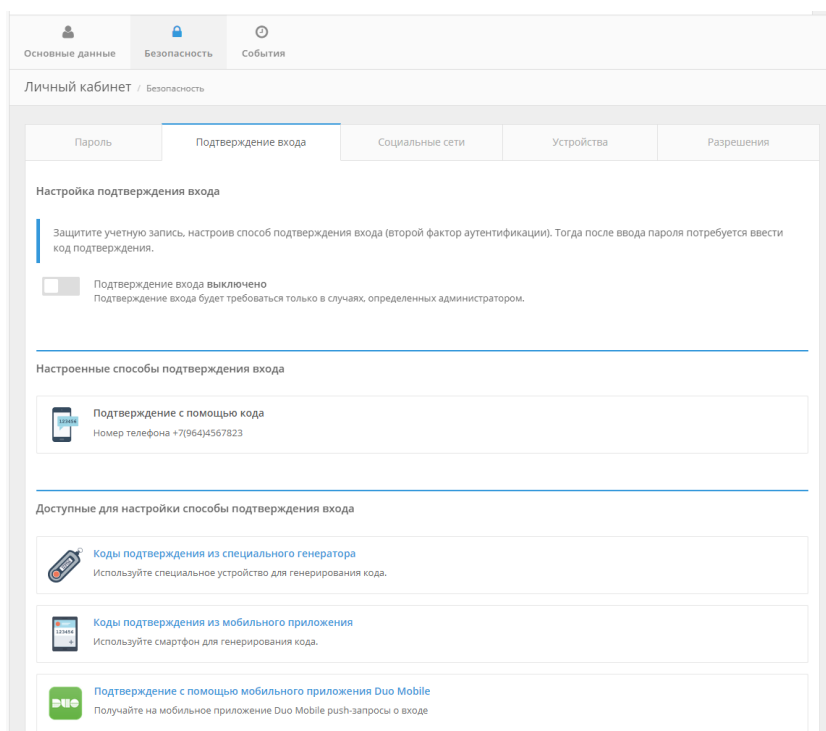 Основные данные
Безопасность
События
Личный кабинет / Безопасность
Пароль
Подтверждение входа
Социальные сети
Устройства
Разрешения
Настройка подтверждения входа
Защитите учетную запись, настроив способ подтверждения входа (второй фактор аутентификации). Тогда после ввода пароля потребуется ввести
код подтверждения.
Подтверждение входа выключено
Подтверждение входа будет требоваться только в случаях, определенных администратором.
Настроенные способы подтверждения входа
123456
Подтверждение с помощью кода
Номер телефона +7(964)4567823
Доступные для настройки способы подтверждения входа
Коды подтверждения из специального генератора
Используйте специальное устройство для генерирования кода.
123456
Коды подтверждения из мобильного приложения
Используйте смартфон для генерирования кода.
DUO
Подтверждение с помощью мобильного приложения Duo Mobile
Получайте на мобильное приложение Duo Mobile push-запросы о входе